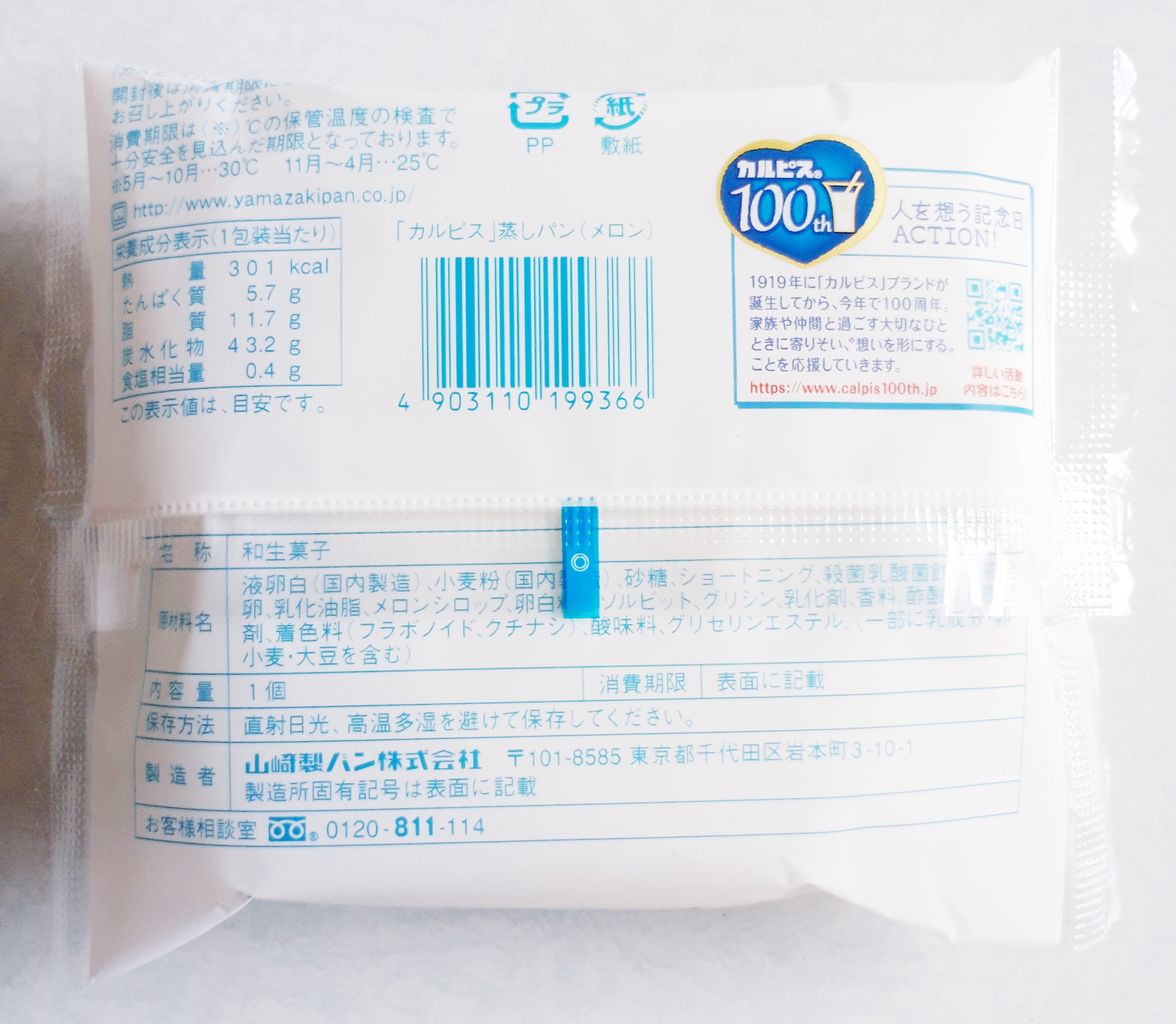 開封後は消費期限に
お召し上がりください。
消費期限は(※)℃の保管温度の検査で
十分安全を見込んだ期限となっております。
※5月～10月…30℃ 11月～4月…25℃
http://www.yamazakipan.co.jp/
栄養成分表示(1包装当たり)
熱量 301 kcal
たんぱく質 5.7 g
脂質 11.7 g
炭水化物 43.2 g
食塩相当量 0.4 g
この表示値は、目安です。
プラ
PP
紙
敷紙
「カルピス」蒸しパン(メロン)
4 903110 199366
カルピス®
100th
人を想う記念日
ACTION!
1919年に「カルピス」ブランドが
誕生してから、今年で100周年。
家族や仲間と過ごす大切なひと
ときに寄りそい、“想いを形にする”
ことを応援していきます。
https://www.calpis100th.jp
詳しい活動
内容はこちら!
名称 和生菓子
原材料名 液卵白(国内製造)、小麦粉(国内)、砂糖、ショートニング、殺菌乳酸菌飲
卵、乳化油脂、メロンシロップ、卵白 ソルビット、グリシン、乳化剤、香料、酢酸
剤、着色料(フラボノイド、クチナシ)、酸味料、グリセリンエステル、(一部に乳成分・卵・
小麦・大豆を含む)
内容量 1個 消費期限 表面に記載
保存方法 直射日光、高温多湿を避けて保存してください。
製造者 山崎製パン株式会社 〒101-8585 東京都千代田区岩本町3-10-1
製造所固有記号は表面に記載
お客様相談室 ® 0120-811-114